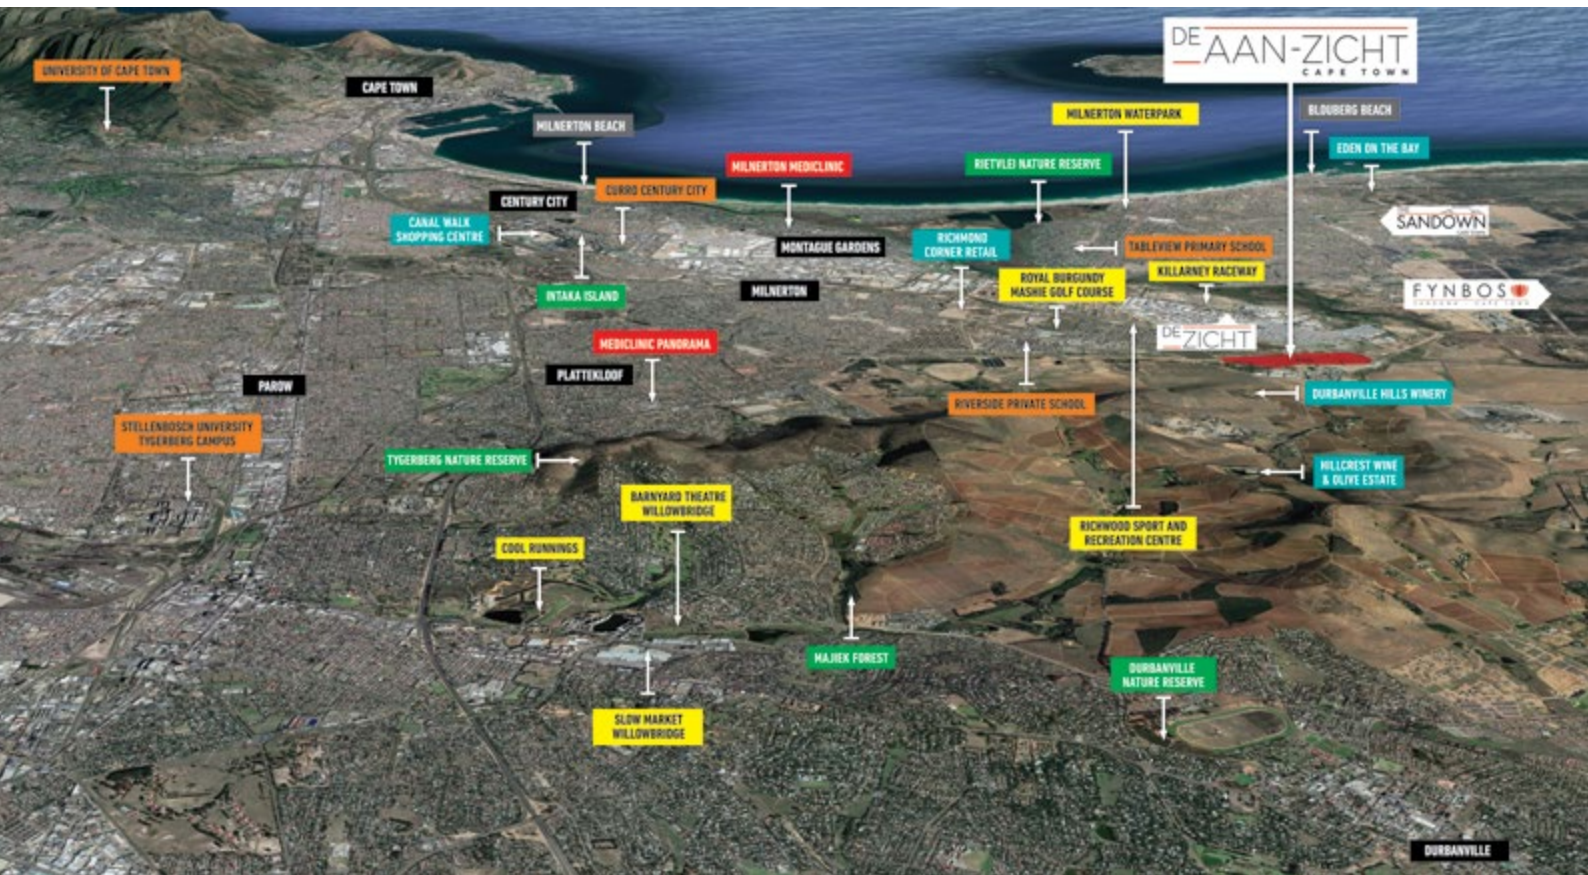 DE
AAN-ZICHT
CAPE TOWN
UNIVERSITY OF CAPE TOWN
CAPE TOWN
MILNERTON BEACH
MILNERTON WATERPARK
BLOUBERG BEACH
EDEN ON THE BAY
MILNERTON MEDICLINIC
RIETVLEI NATURE RESERVE
CENTURY CITY
CURRO CENTURY CITY
CANAL WALK
SHOPPING CENTRE
MONTAGUE GARDENS
RICHMOND
CORNER RETAIL
TABLEVIEW PRIMARY SCHOOL
SANDOWN
INTAKA ISLAND
MILNERTON
ROYAL BURGUNDY
MASHIE GOLF COURSE
KILLARNEY RACEWAY
FYNBOS
SANDOWN - CAPE TOWN
DE
ZICHT
MEDICLINIC PANORAMA
PLATTEKLOOF
PAROW
RIVERSIDE PRIVATE SCHOOL
DURBANVILLE HILLS WINERY
STELLENBOSCH UNIVERSITY
TYGERBERG CAMPUS
TYGERBERG NATURE RESERVE
HILLCREST WINE
& OLIVE ESTATE
BARNYARD THEATRE
WILLOWBRIDGE
RICHWOOD SPORT AND
RECREATION CENTRE
COOL RUNNINGS
MAJIEK FOREST
DURBANVILLE
NATURE RESERVE
SLOW MARKET
WILLOWBRIDGE
DURBANVILLE